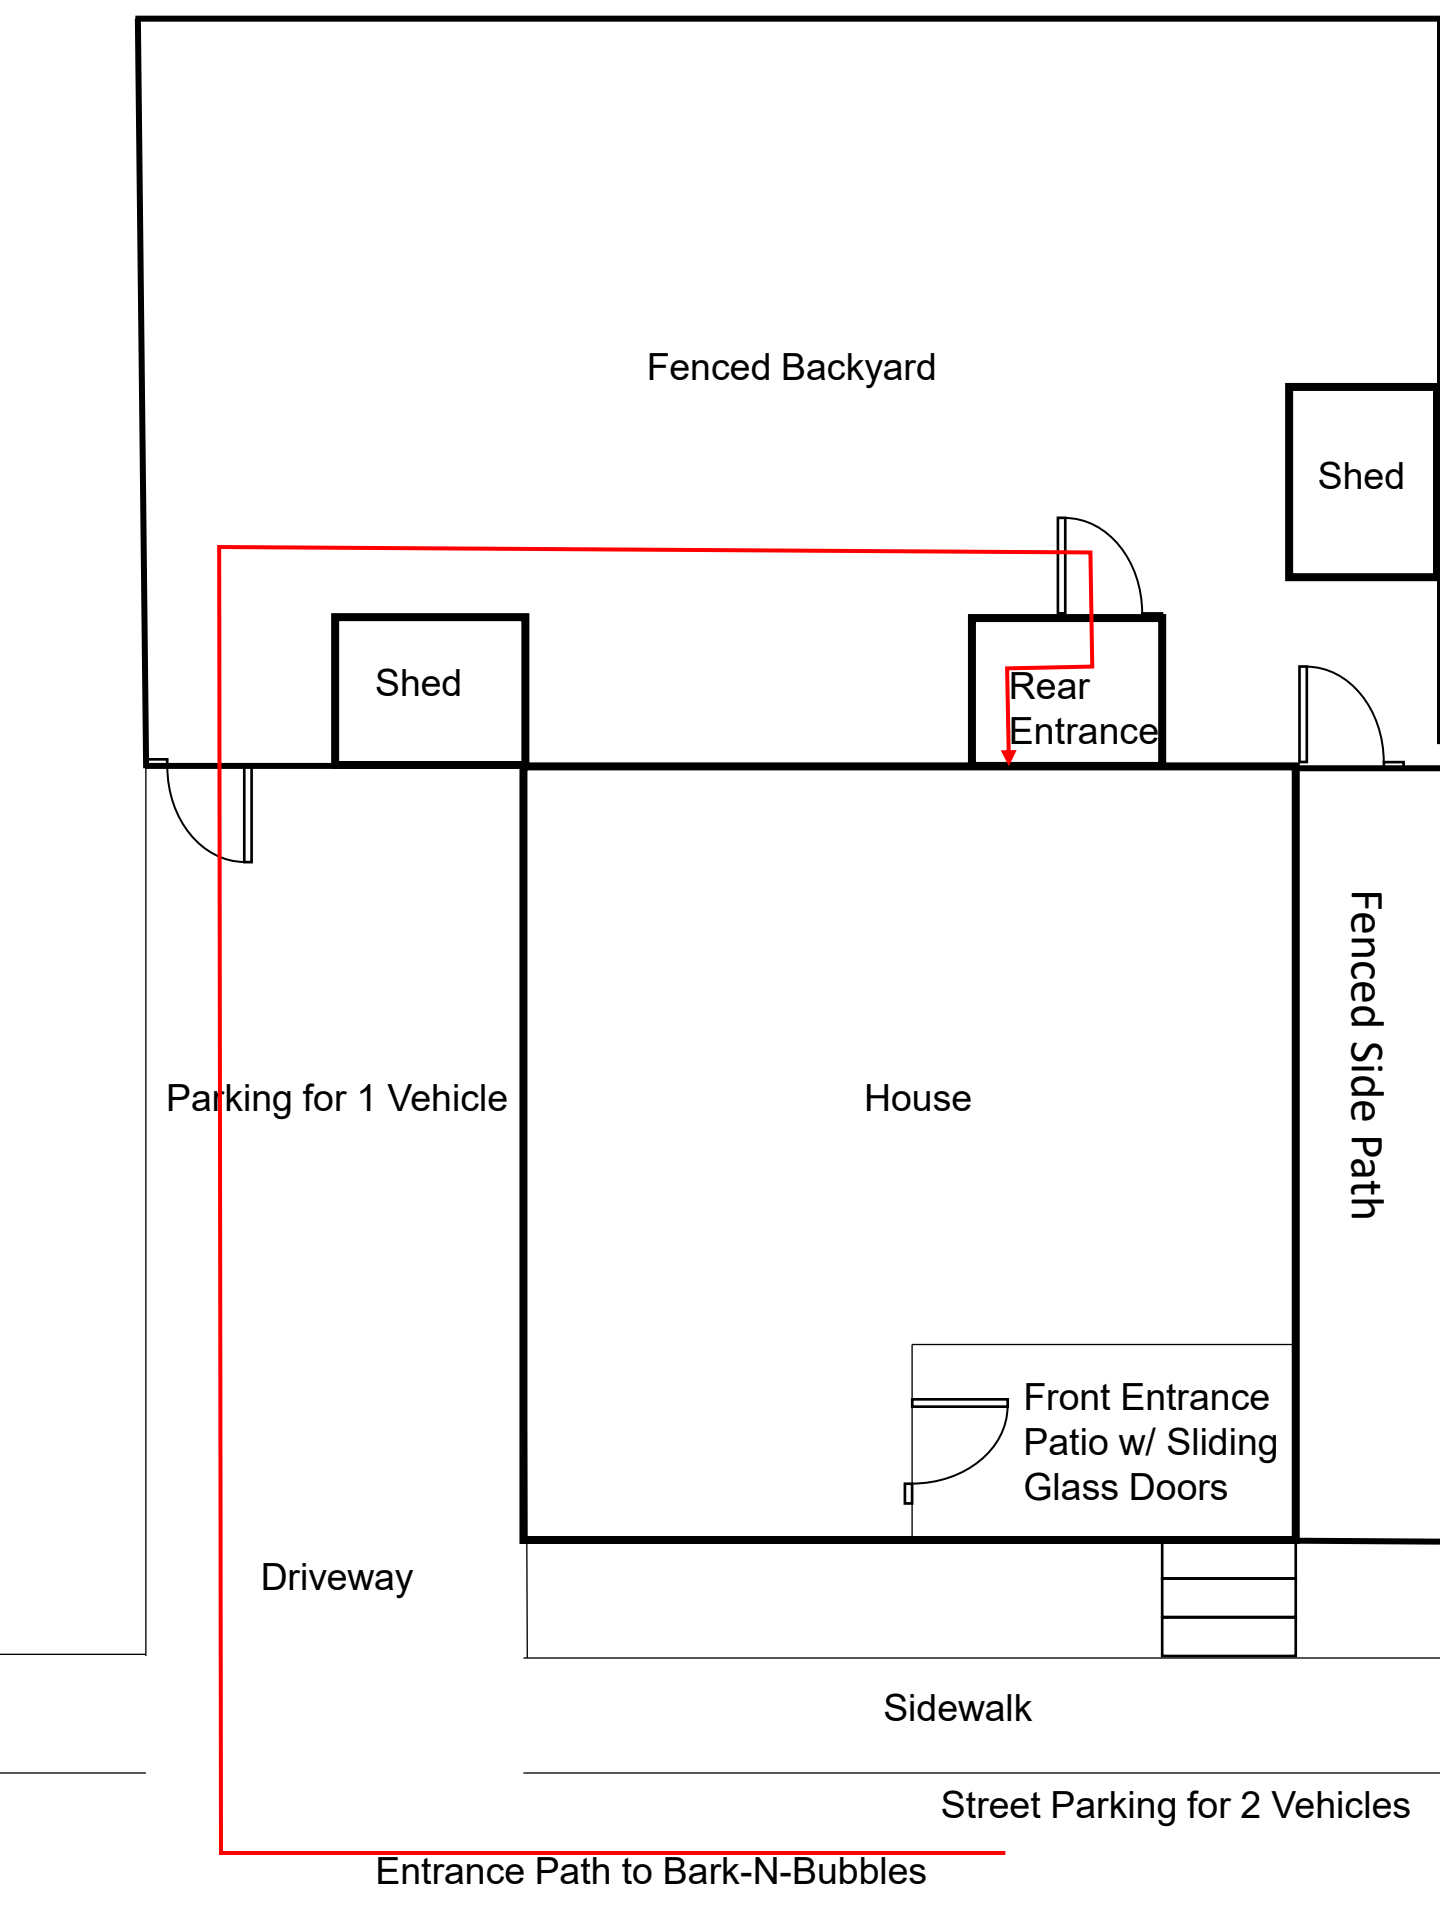 Fenced Backyard
Shed
Shed
Rear
Entrance
Parking for 1 Vehicle
House
Fenced Side Path
Front Entrance
Patio w/ Sliding
Glass Doors
Driveway
Sidewalk
Street Parking for 2 Vehicles
Entrance Path to Bark-N-Bubbles